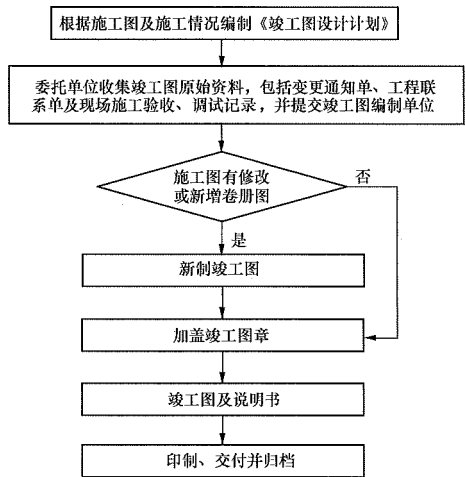 根据施工图及施工情况编制《竣工图设计计划》
委托单位收集竣工图原始资料，包括变更通知单、工程联
系单及现场施工验收、调试记录，并提交竣工图编制单位
施工图有修改
或新增卷册图
否
是
新制竣工图
加盖竣工图章
竣工图及说明书
印制、交付并归档